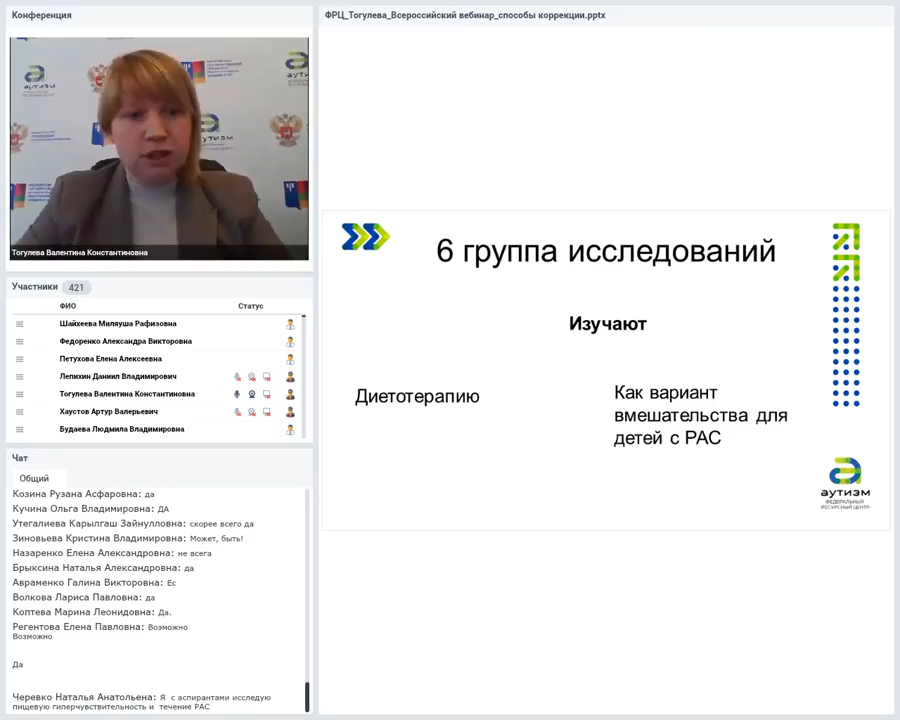 Конференция
аутизм
аутизм
Тогулева Валентина Константиновна
Участники 421
ФИО Статус
Шайхеева Миляуша Рафизовна
Федоренко Александра Викторовна
Петухова Елена Алексеевна
Лепихин Даниил Владимирович
Тогулева Валентина Константиновна
Хаустов Артур Валерьевич
Будаева Людмила Владимировна
Чат
Общий
Козина Рузана Асфаровна: да
Кучина Ольга Владимировна: ДА
Утегалиева Карылгаш Зайнулловна: скорее всего да
Зиновьева Кристина Владимировна: Может, быть!
Назаренко Елена Александровна: не всега
Брыксина Наталья Александровна: да
Авраменко Галина Викторовна: Ес
Волкова Лариса Павловна: да
Коптева Марина Леонидовна: Да.
Регентова Елена Павловна: Возможно
Возможно
Да
Черевко Наталья Анатольена: Я с аспирантами исследую
пищевую гиперчувствительность и течение РАС
ФРЦ_Тогулева_Всероссийский вебинар_способы коррекции.pptx
6 группа исследований
Изучают
Диетотерапию
Как вариант
вмешательства для
детей с РАС
аутизм
ФЕДЕРАЛЬНЫЙ
РЕСУРСНЫЙ ЦЕНТР